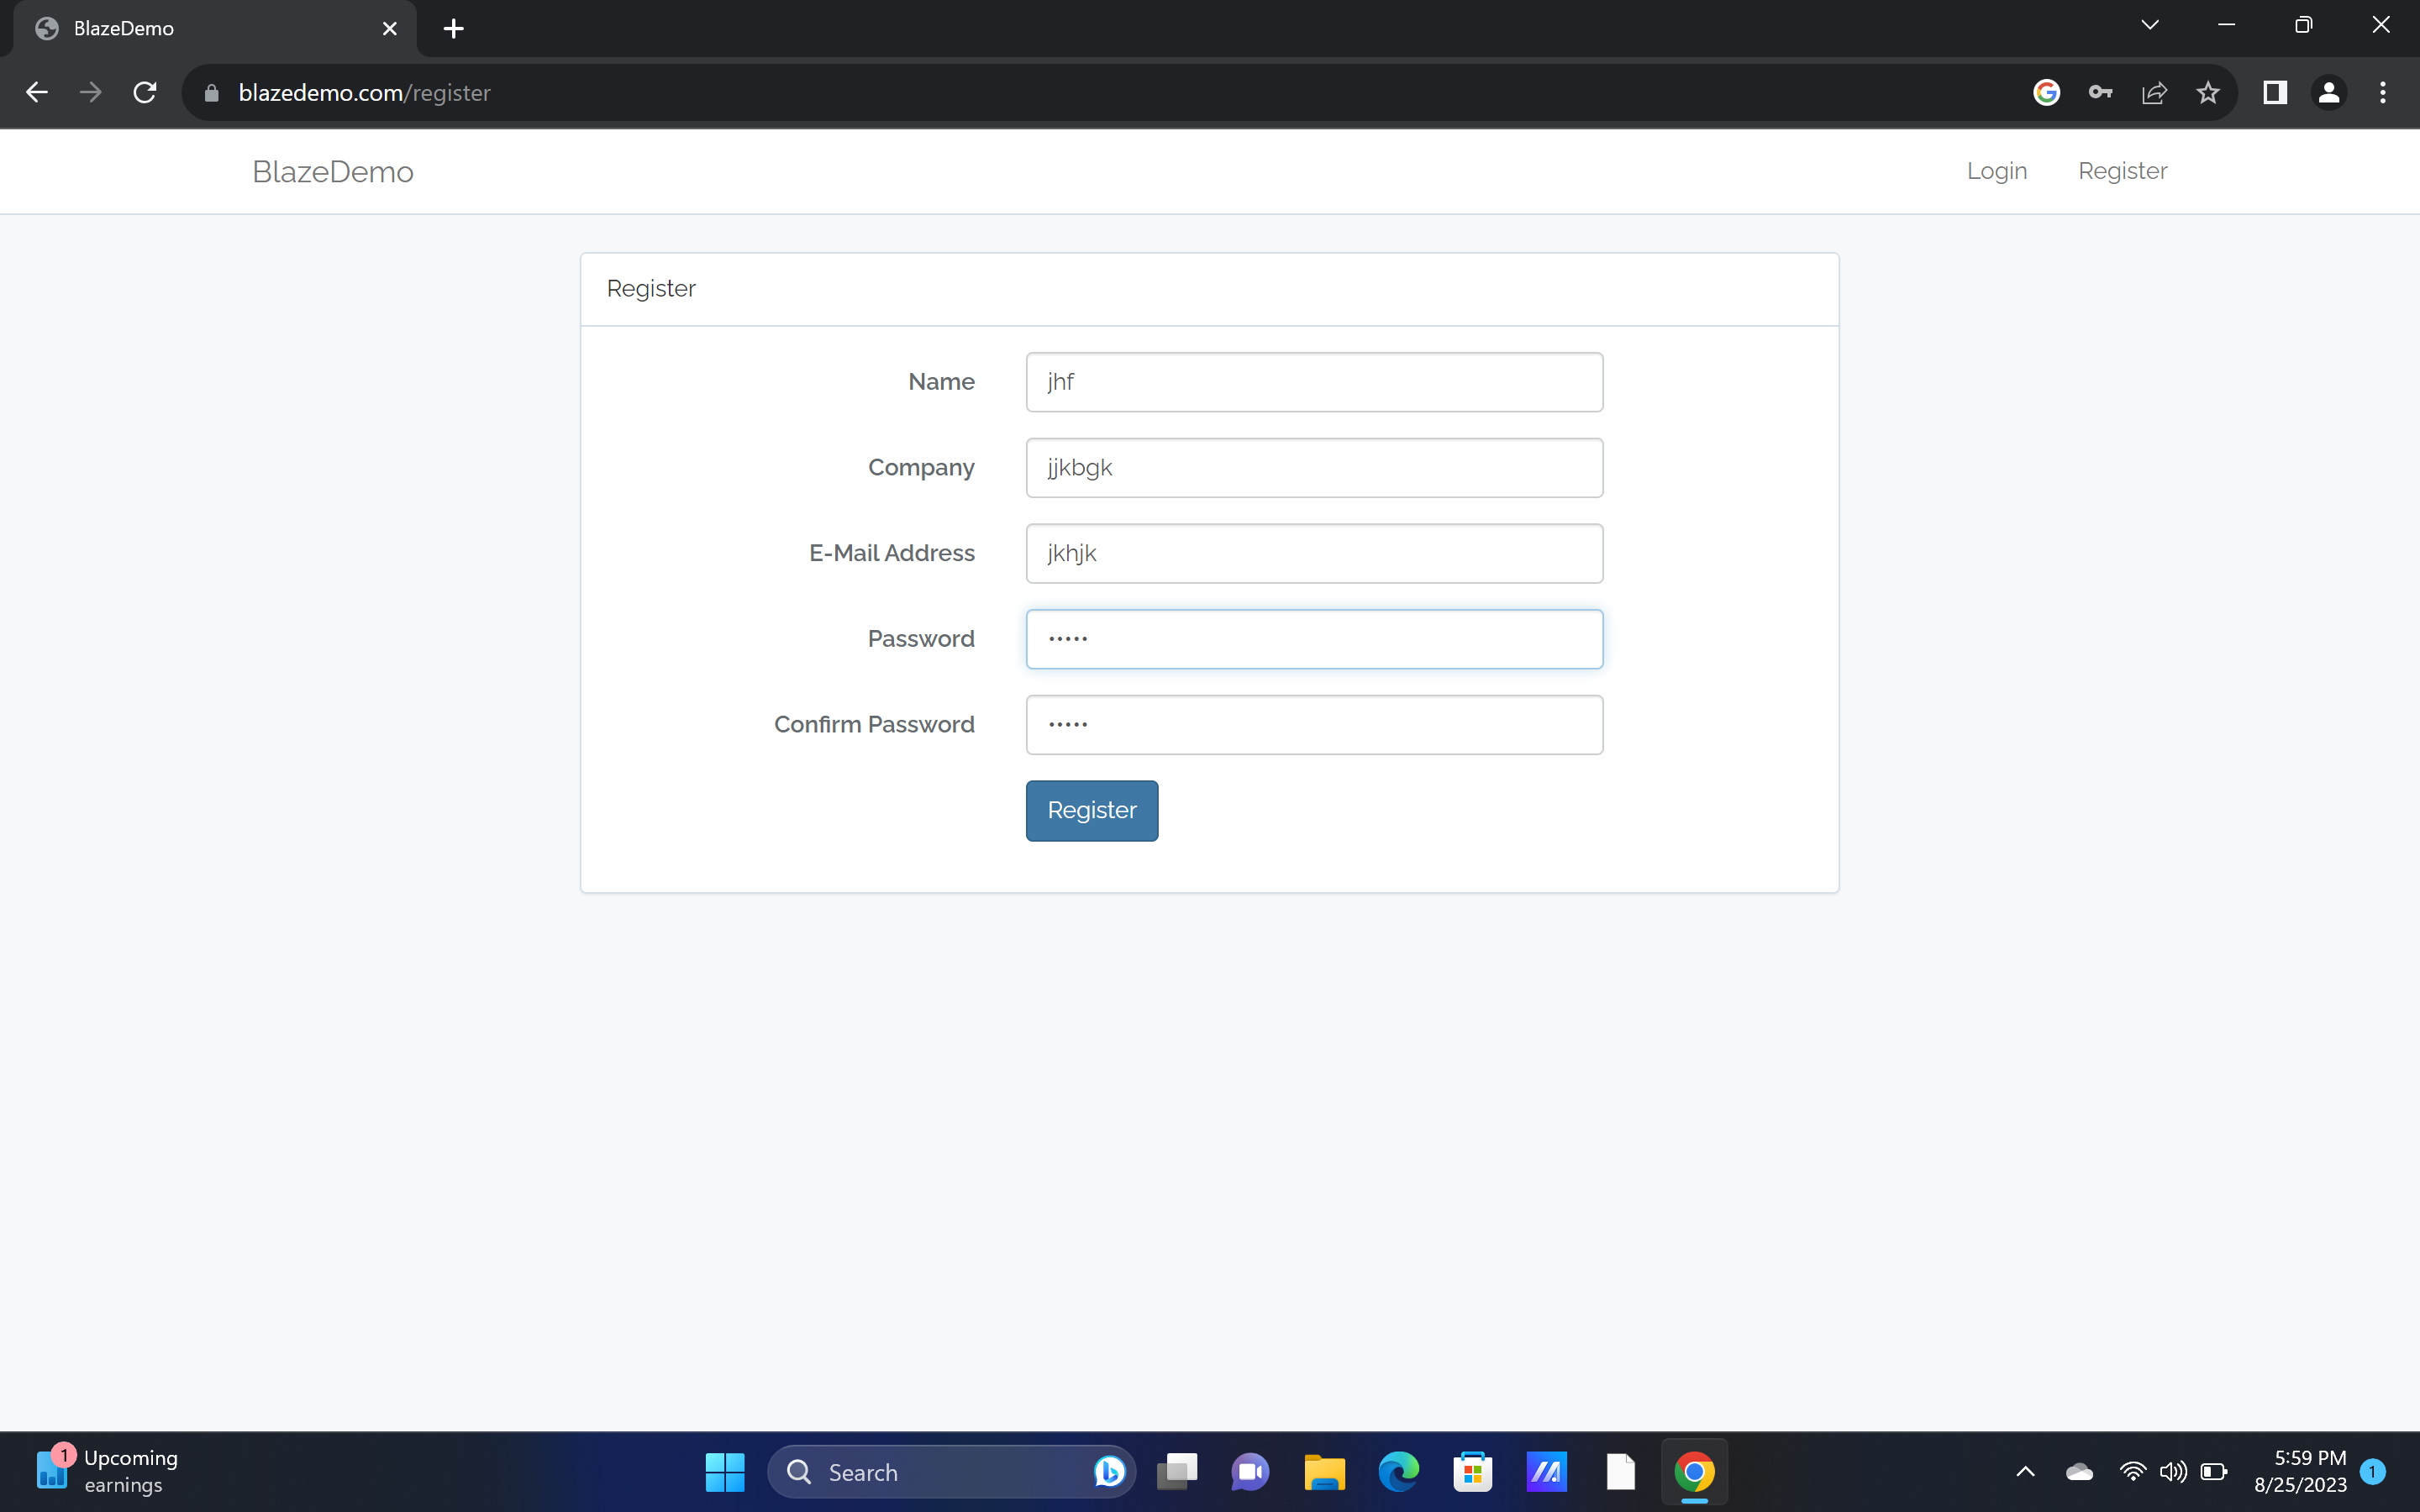 BlazeDemo
blazedemo.com/register
BlazeDemo
Login
Register
Register
Name
jhf
Company
jjkbgk
E-Mail Address
jkhjk
Password
•••••
Confirm Password
•••••
Register
1
Upcoming
earnings
Search
5:59 PM
8/25/2023
1